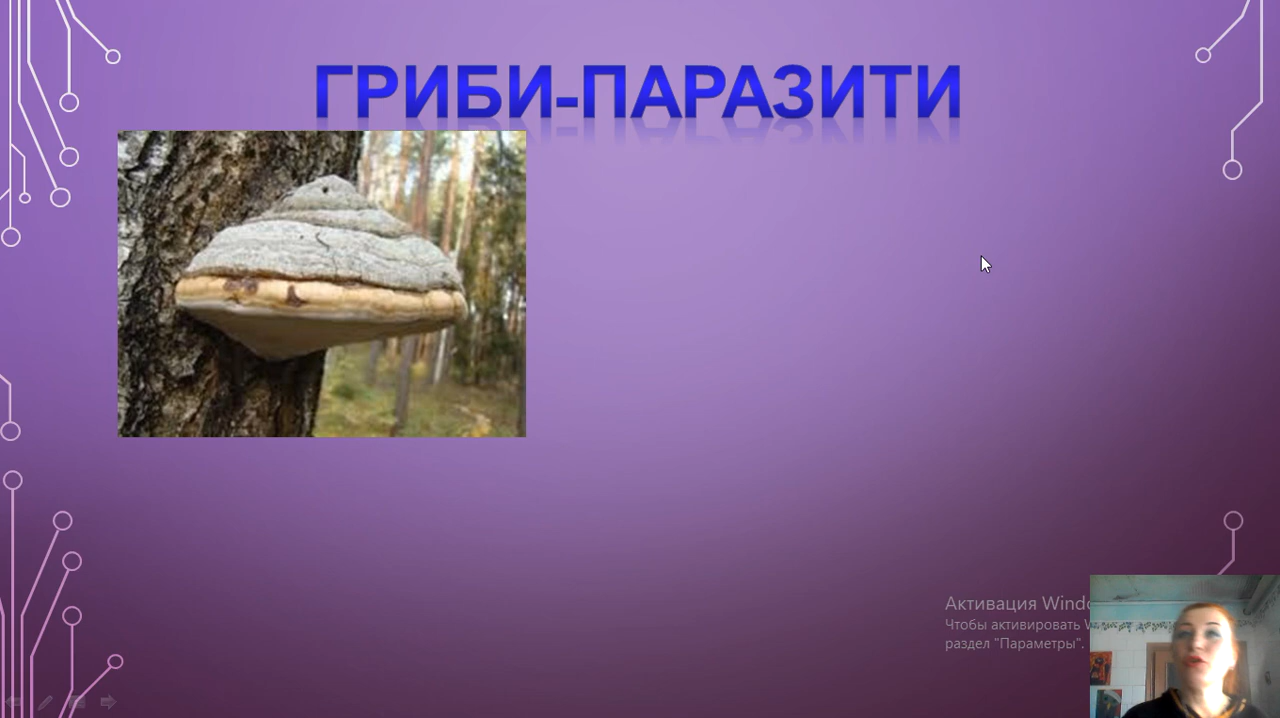 ГРИБИ-ПАРАЗИТИ
Активация Windo
Чтобы активировать
раздел "Параметры".